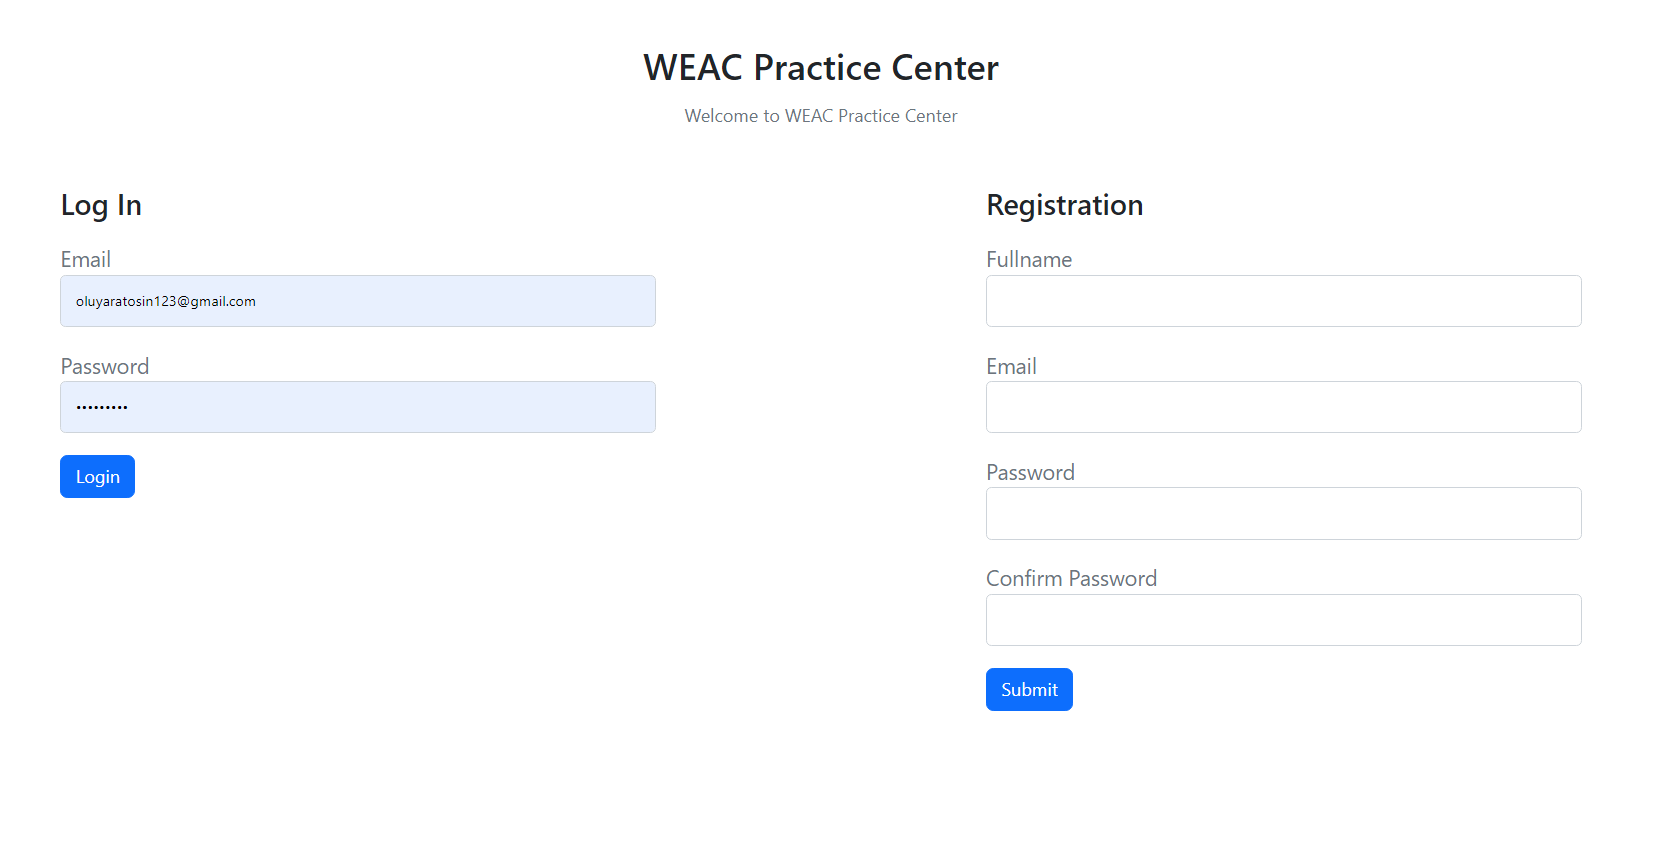 WEAC Practice Center
Welcome to WEAC Practice Center
Log In
Email
oluyaratosin123@gmail.com
Password
•••••••••
Login
Registration
Fullname
Email
Password
Confirm Password
Submit